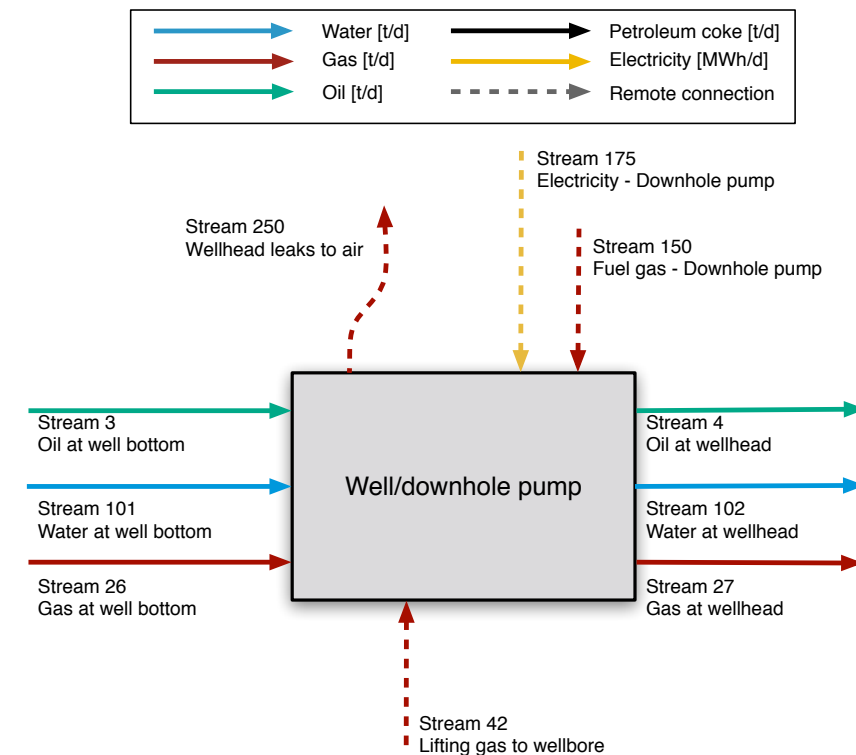 Water [t/d]
Gas [t/d]
Oil [t/d]
Petroleum coke [t/d]
Electricity [MWh/d]
Remote connection
Stream 175
Electricity - Downhole pump
Stream 250
Wellhead leaks to air
Stream 150
Fuel gas - Downhole pump
Stream 3
Oil at well bottom
Stream 4
Oil at wellhead
Well/downhole pump
Stream 101
Water at well bottom
Stream 102
Water at wellhead
Stream 26
Gas at well bottom
Stream 27
Gas at wellhead
Stream 42
Lifting gas to wellbore